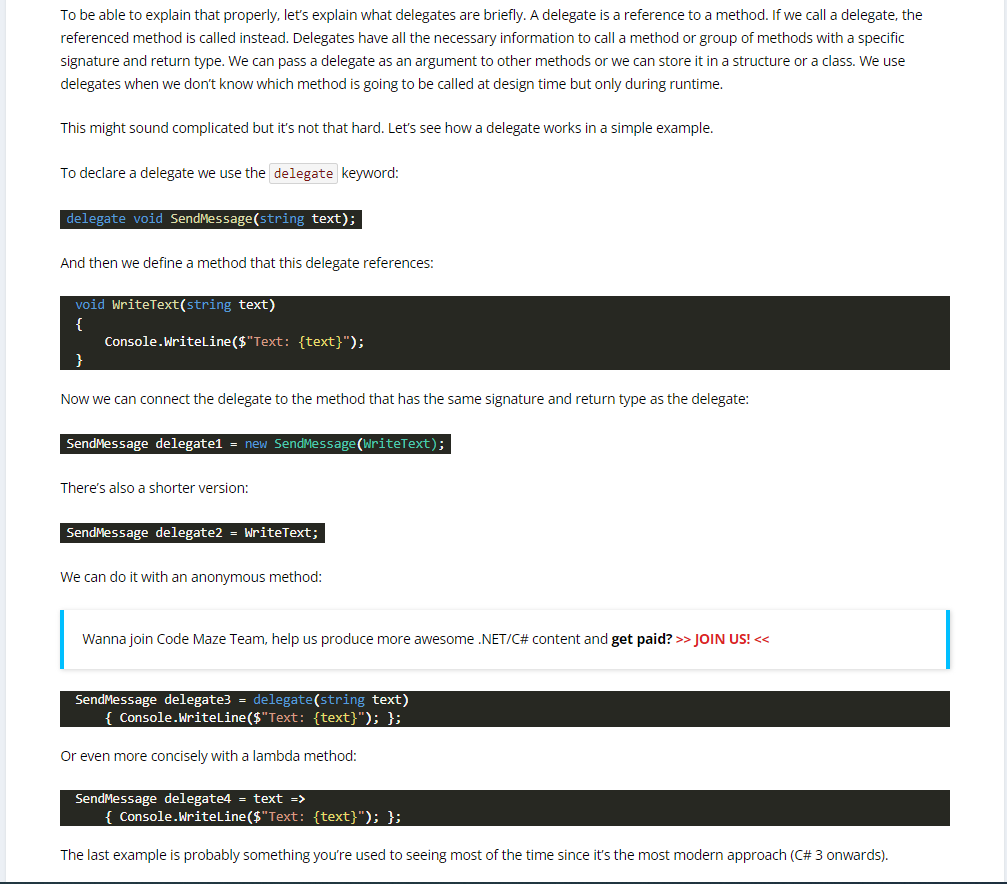 To be able to explain that properly, let’s explain what delegates are briefly. A delegate is a reference to a method. If we call a delegate, the
referenced method is called instead. Delegates have all the necessary information to call a method or group of methods with a specific
signature and return type. We can pass a delegate as an argument to other methods or we can store it in a structure or a class. We use
delegates when we don’t know which method is going to be called at design time but only during runtime.
This might sound complicated but it’s not that hard. Let’s see how a delegate works in a simple example.
To declare a delegate we use the delegate keyword:
delegate void SendMessage(string text);
And then we define a method that this delegate references:
void WriteText(string text)
{
    Console.WriteLine($"Text: {text}");
}
Now we can connect the delegate to the method that has the same signature and return type as the delegate:
SendMessage delegate1 = new SendMessage(WriteText);
There’s also a shorter version:
SendMessage delegate2 = WriteText;
We can do it with an anonymous method:
Wanna join Code Maze Team, help us produce more awesome .NET/C# content and get paid? >> JOIN US! <<
SendMessage delegate3 = delegate(string text)
    { Console.WriteLine($"Text: {text}"); };
Or even more concisely with a lambda method:
SendMessage delegate4 = text =>
    { Console.WriteLine($"Text: {text}"); };
The last example is probably something you’re used to seeing most of the time since it’s the most modern approach (C# 3 onwards).